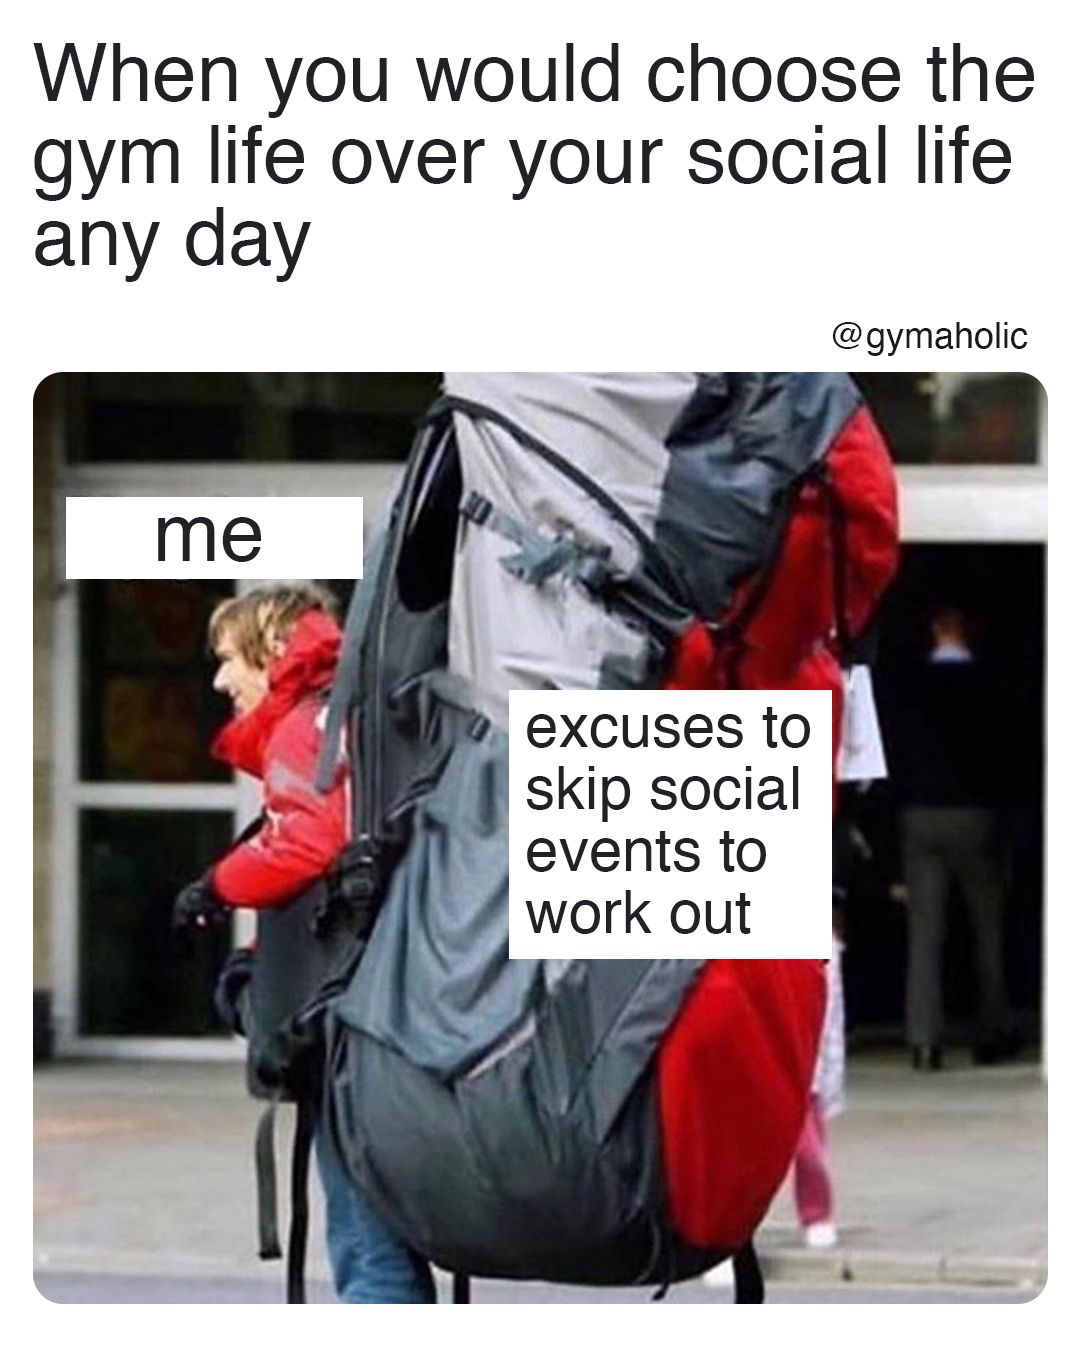 When you would choose the
gym life over your social life
any day
@gymaholic
me
excuses to
skip social
events to
work out